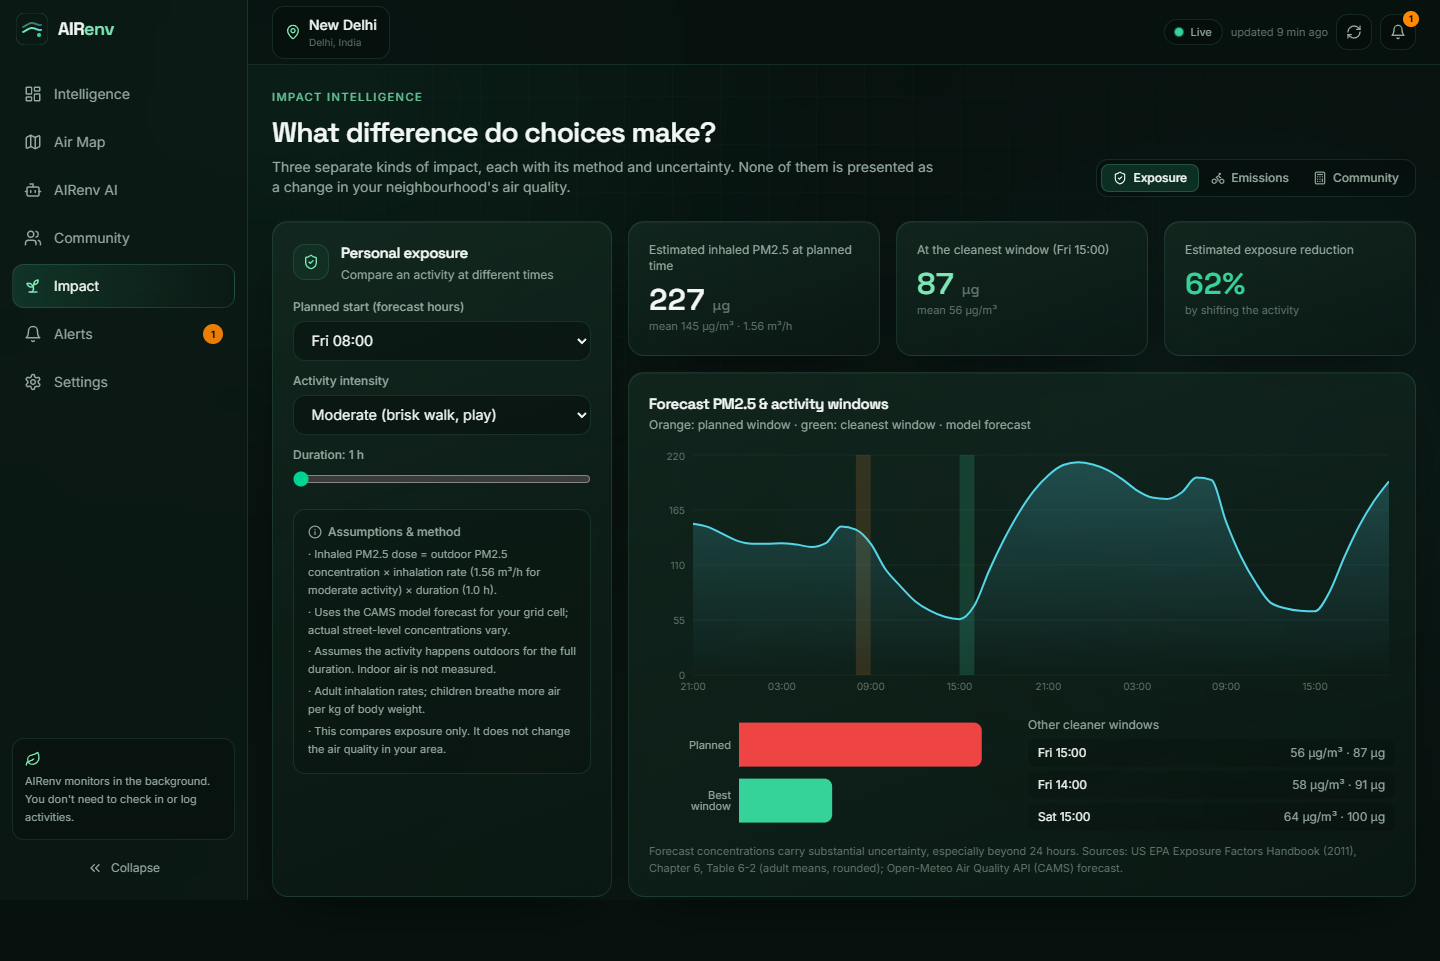 AIRenv
New Delhi
Delhi, India
Live
updated 9 min ago
1
Intelligence
Air Map
AIRenv AI
Community
Impact
Alerts
1
Settings
AIRenv monitors in the background.
You don't need to check in or log
activities.
Collapse
IMPACT INTELLIGENCE
What difference do choices make?
Three separate kinds of impact, each with its method and uncertainty. None of them is presented as
a change in your neighbourhood's air quality.
Exposure
Emissions
Community
Personal exposure
Compare an activity at different times
Planned start (forecast hours)
Fri 08:00
Activity intensity
Moderate (brisk walk, play)
Duration: 1 h
Assumptions & method
· Inhaled PM2.5 dose = outdoor PM2.5
concentration × inhalation rate (1.56 m³/h for
moderate activity) × duration (1.0 h).
· Uses the CAMS model forecast for your grid cell;
actual street-level concentrations vary.
· Assumes the activity happens outdoors for the full
duration. Indoor air is not measured.
· Adult inhalation rates; children breathe more air
per kg of body weight.
· This compares exposure only. It does not change
the air quality in your area.
Estimated inhaled PM2.5 at planned
time
227 µg
mean 145 µg/m³ · 1.56 m³/h
At the cleanest window (Fri 15:00)
87 µg
mean 56 µg/m³
Estimated exposure reduction
62%
by shifting the activity
Forecast PM2.5 & activity windows
Orange: planned window · green: cleanest window · model forecast
220
165
110
55
0
21:00 03:00 09:00 15:00 21:00 03:00 09:00 15:00
Planned
Best
window
Other cleaner windows
Fri 15:00 56 µg/m³ · 87 µg
Fri 14:00 58 µg/m³ · 91 µg
Sat 15:00 64 µg/m³ · 100 µg
Forecast concentrations carry substantial uncertainty, especially beyond 24 hours. Sources: US EPA Exposure Factors Handbook (2011),
Chapter 6, Table 6-2 (adult means, rounded); Open-Meteo Air Quality API (CAMS) forecast.